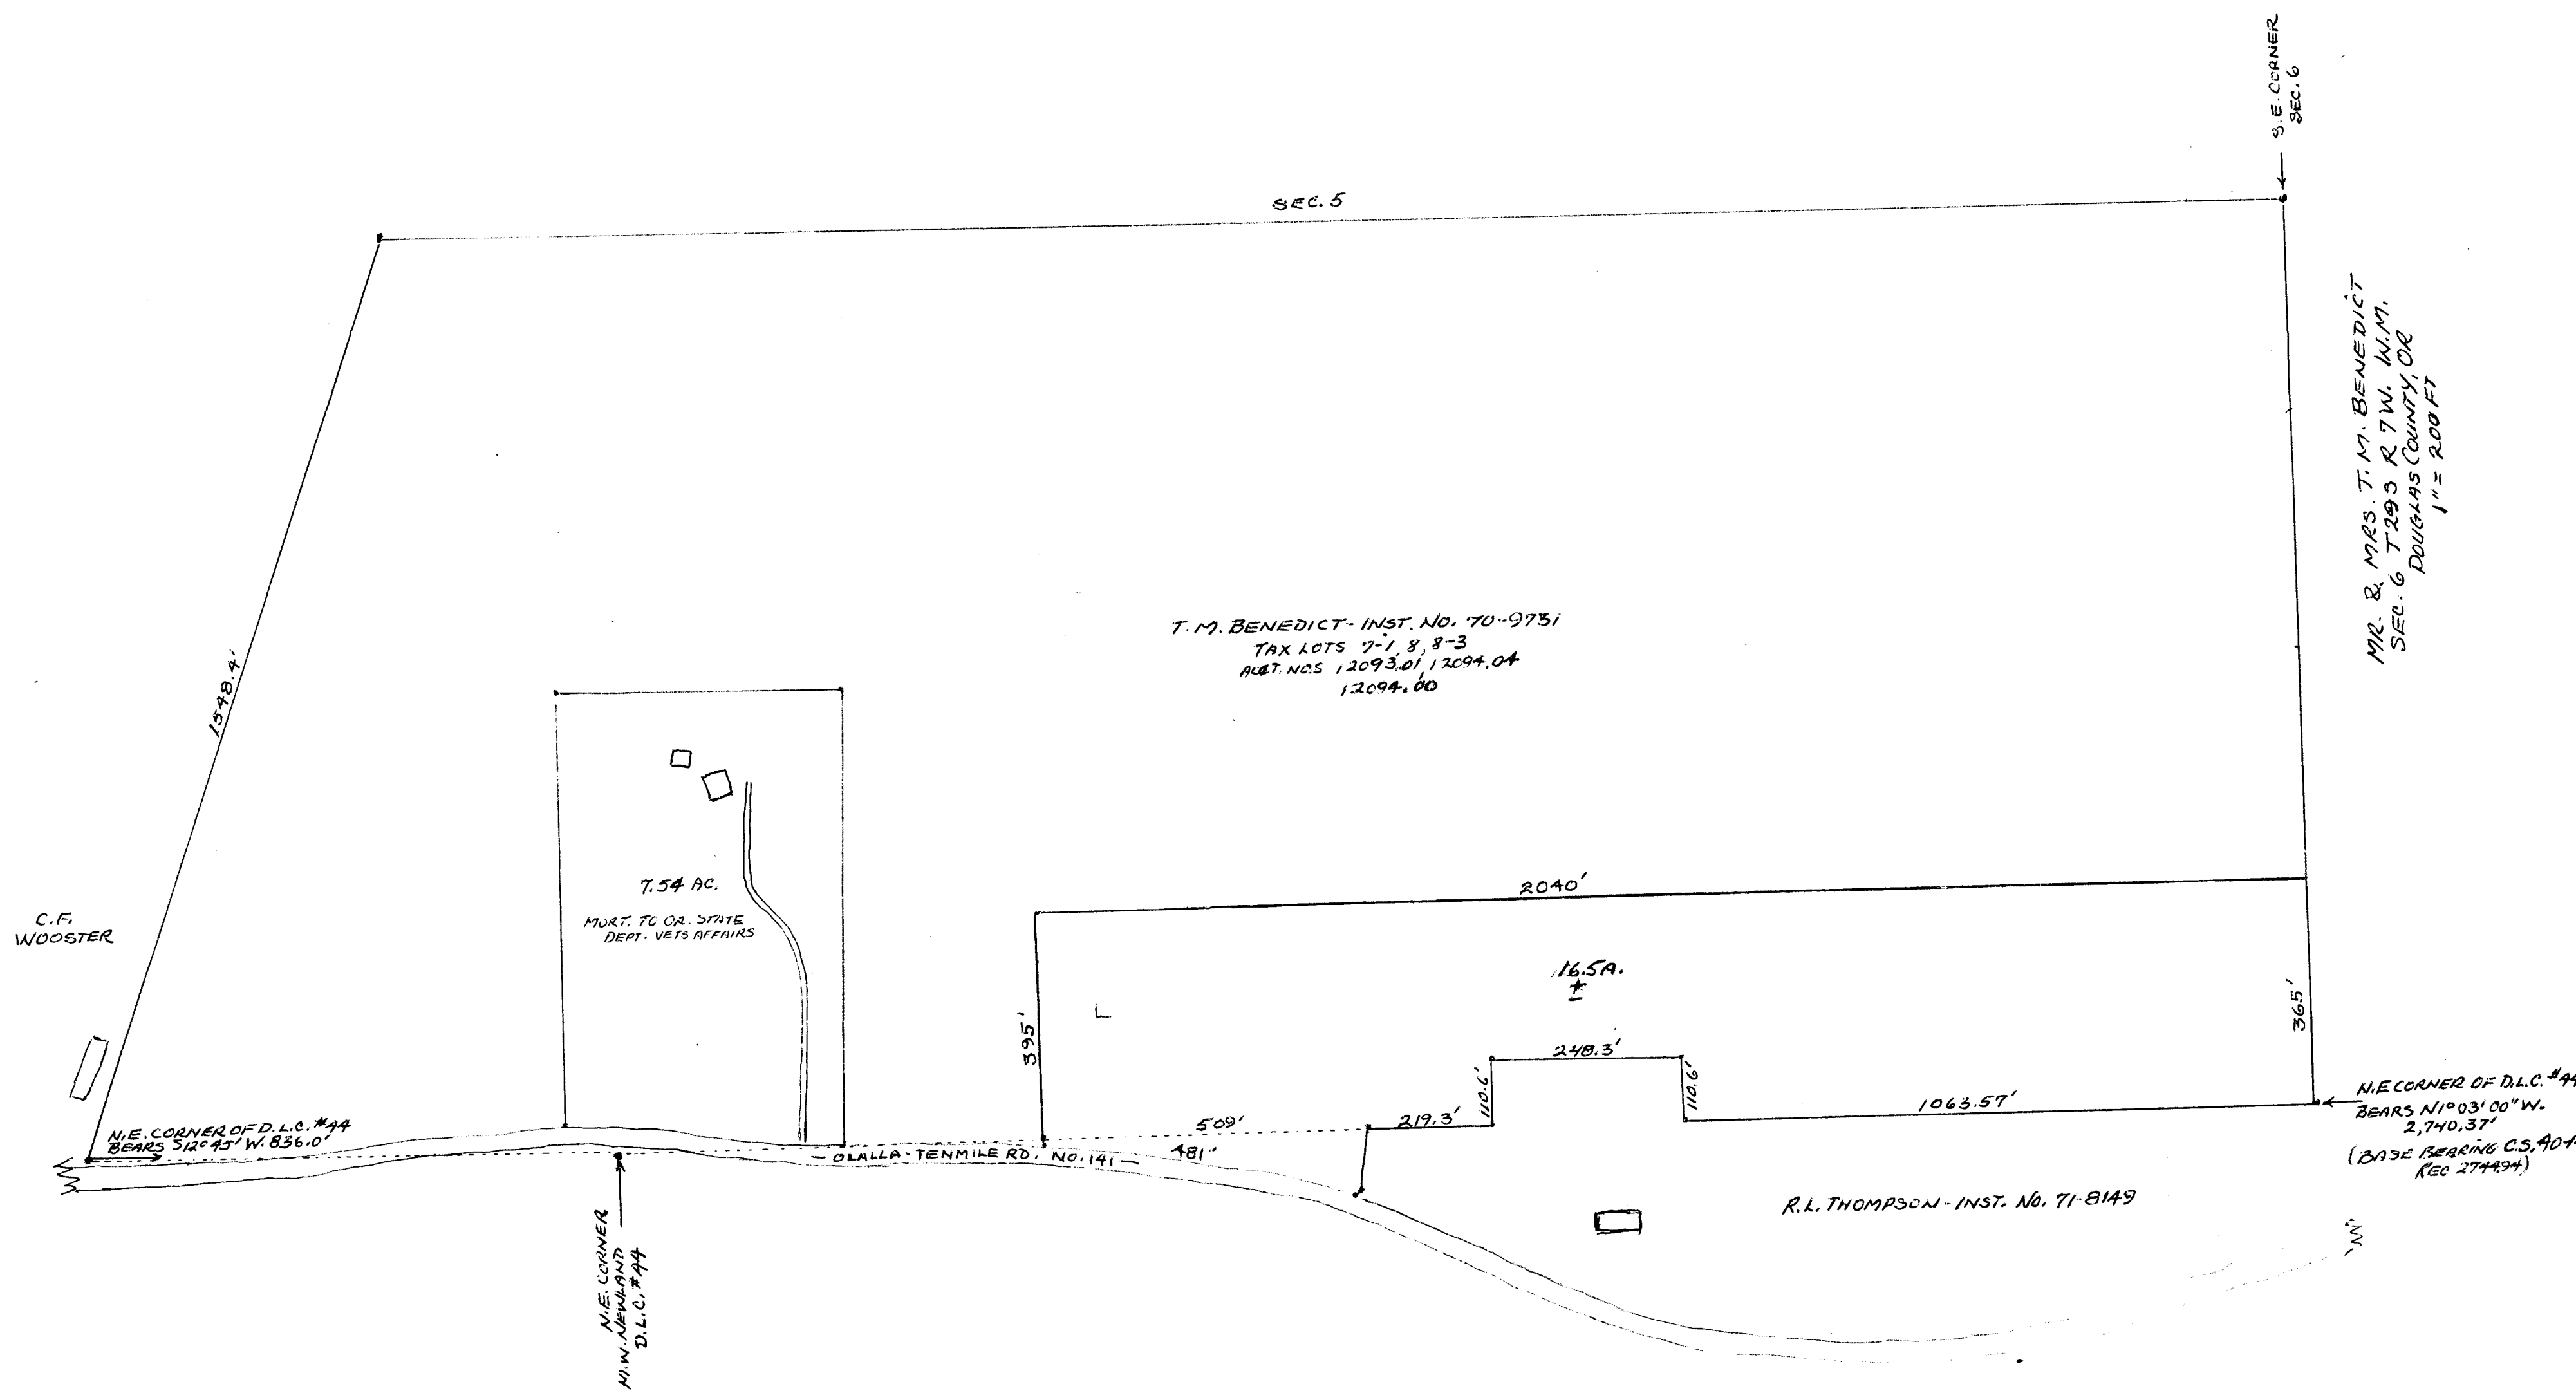 S.E. CORNER
SEC. 6
SEC. 5
MR. & MRS. T. M. BENEDICT
SEC. 6 T29S R 7 W. W.M.
DOUGLAS COUNTY, OR
1" = 200 FT
1548.4'
T. M. BENEDICT - INST. NO. 70-9731
TAX LOTS 7-1, 8, 8-3
ACCT. NOS 12093.01, 12094.04
12094.00
7.54 AC.
MORT. TO OR. STATE
DEPT. VETS AFFAIRS
C.F.
WOOSTER
2040'
16.5A.
±
395'
365'
248.3'
110.6'
110.6'
219.3'
1063.57'
509'
481'
N.E. CORNER OF D.L.C. #44
BEARS S12°45' W. 836.0'
OLALLA-TENMILE RD. NO. 141
N.E CORNER OF D.L.C. #44
BEARS N1°03'00" W.
2,740.37'
(BASE BEARING C.S.
REC 2744.94)
R.L. THOMPSON - INST. NO. 71-8149
N.E. CORNER
W. NEWLAND
D.L.C. #44